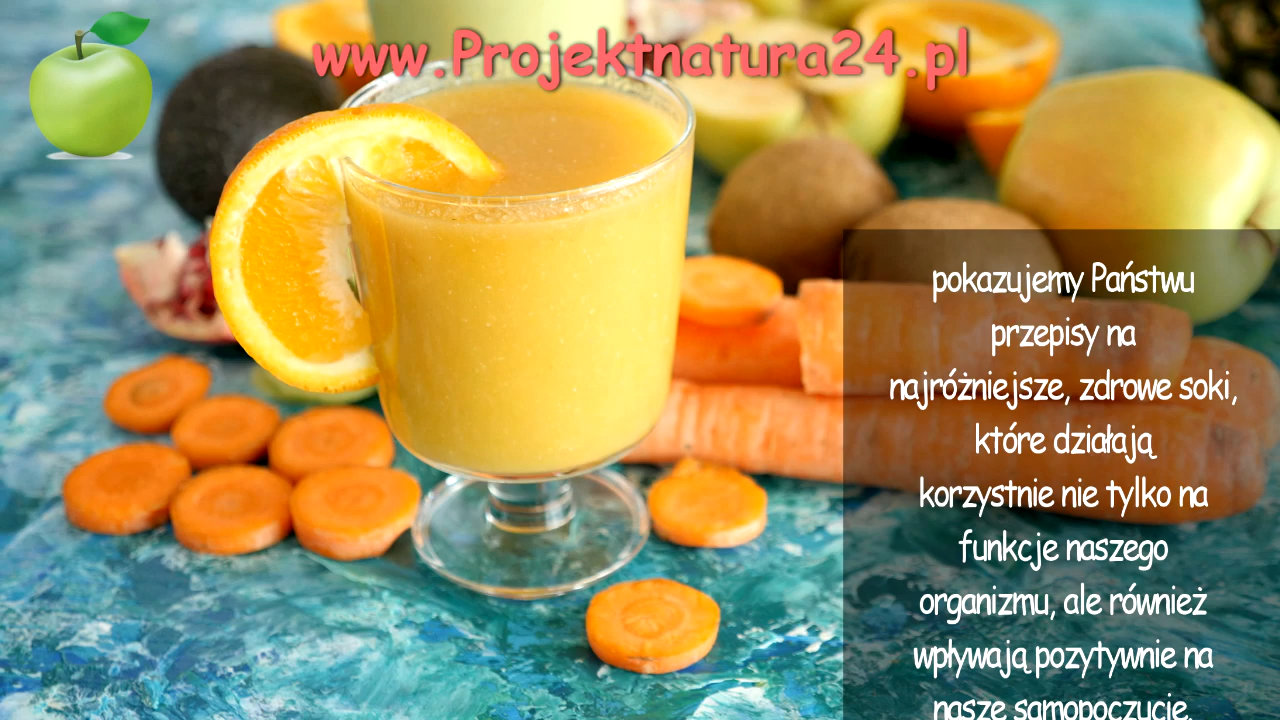 www.Projektnatura24.pl
pokazujemy Państwu
przepisy na
najróżniejsze, zdrowe soki,
które działają
korzystnie nie tylko na
funkcje naszego
organizmu, ale również
wpływają pozytywnie na
nasze samopoczucie.